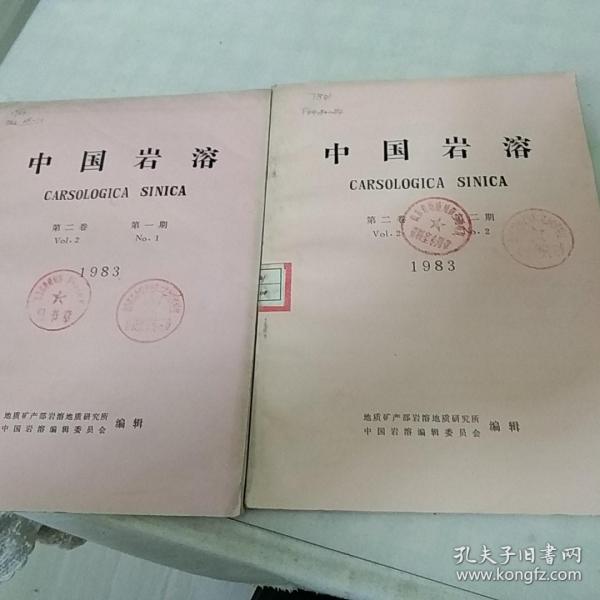 中国岩溶
CARSOLOGICA SINICA
第二卷 第一期
Vol.2 No.1
1983
地质矿产部岩溶地质研究所
中国岩溶编辑委员会
编辑
中国岩溶
CARSOLOGICA SINICA
第二卷 二期
Vol.2 No.2
1983
地质矿产部岩溶地质研究所
中国岩溶编辑委员会
编辑
孔夫子旧书网
www.kongfz.com